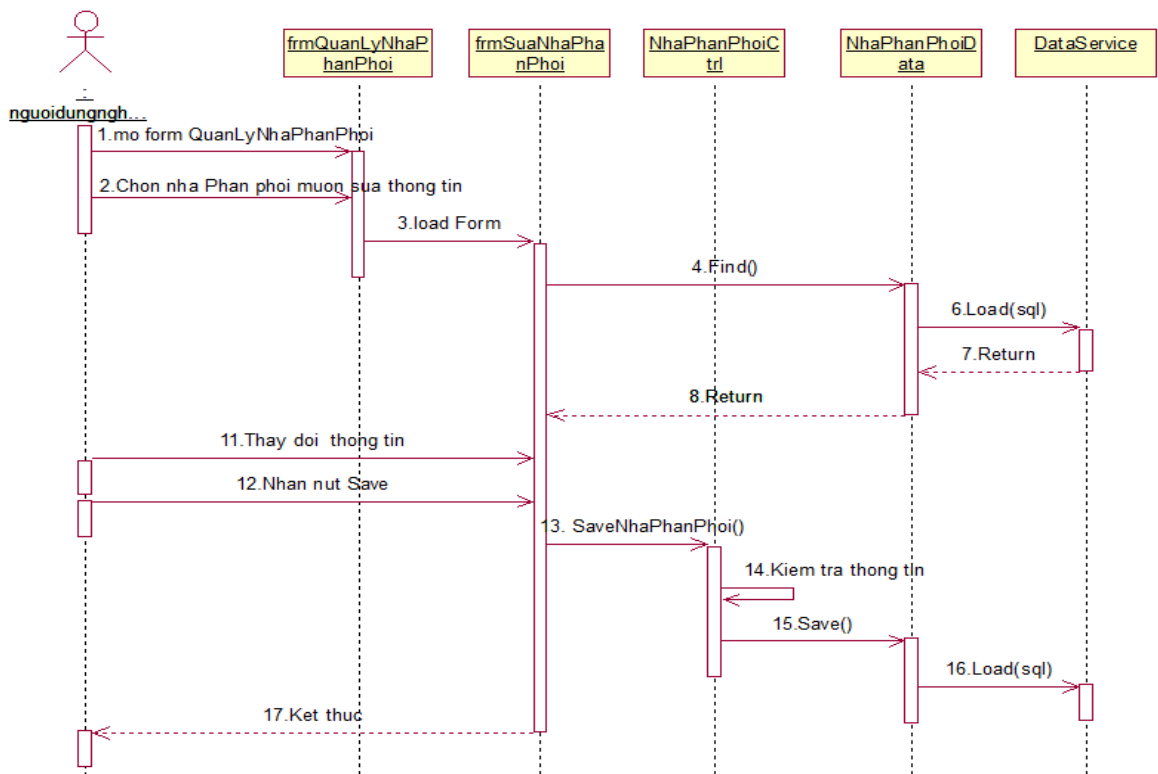 frmQuanLyNhaP
hanPhoi
frmSuaNhaPha
nPhoi
NhaPhanPhoiC
trl
NhaPhanPhoiD
ata
DataService
:
nguoidungngh...
1.mo form QuanLyNhaPhanPhoi
2.Chon nha Phan phoi muon sua thong tin
3.load Form
4.Find()
6.Load(sql)
7.Return
8.Return
11.Thay doi thong tin
12.Nhan nut Save
13. SaveNhaPhanPhoi()
14.Kiem tra thong tin
15.Save()
16.Load(sql)
17.Ket thuc